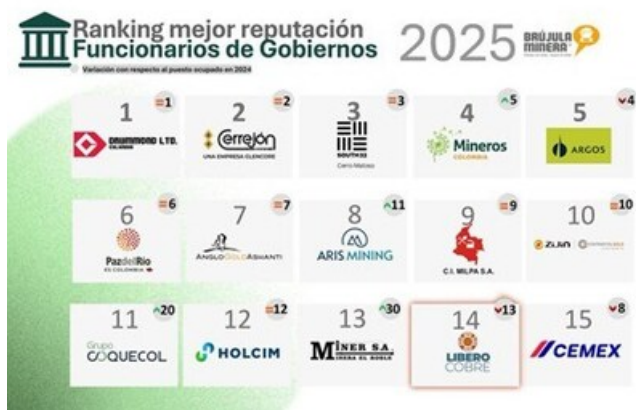 Ranking mejor reputación
Funcionarios de Gobiernos
2025
BRÚJULA
MINERA
Variación con respecto al puesto ocupado en 2024
1 =1
DRUMMOND LTD.
COLOMBIA
2 =2
Cerrejón
UNA EMPRESA GLENCORE
3 =3
SOUTH32
Cerro Matoso
4 ^5
Mineros
COLOMBIA
5 v4
ARGOS
6 =6
PazdelRío
ES COLOMBIA
7 =7
ANGLOGOLDASHANTI
8 ^11
ARIS MINING
9 =9
C.I. MILPA S.A.
10 =10
ZIJIN
11 ^20
Grupo
COQUECOL
12 =12
HOLCIM
13 ^30
MINER S.A.
MINERA EL ROBLE
14 v13
LIBERO
COBRE
15 v8
CEMEX